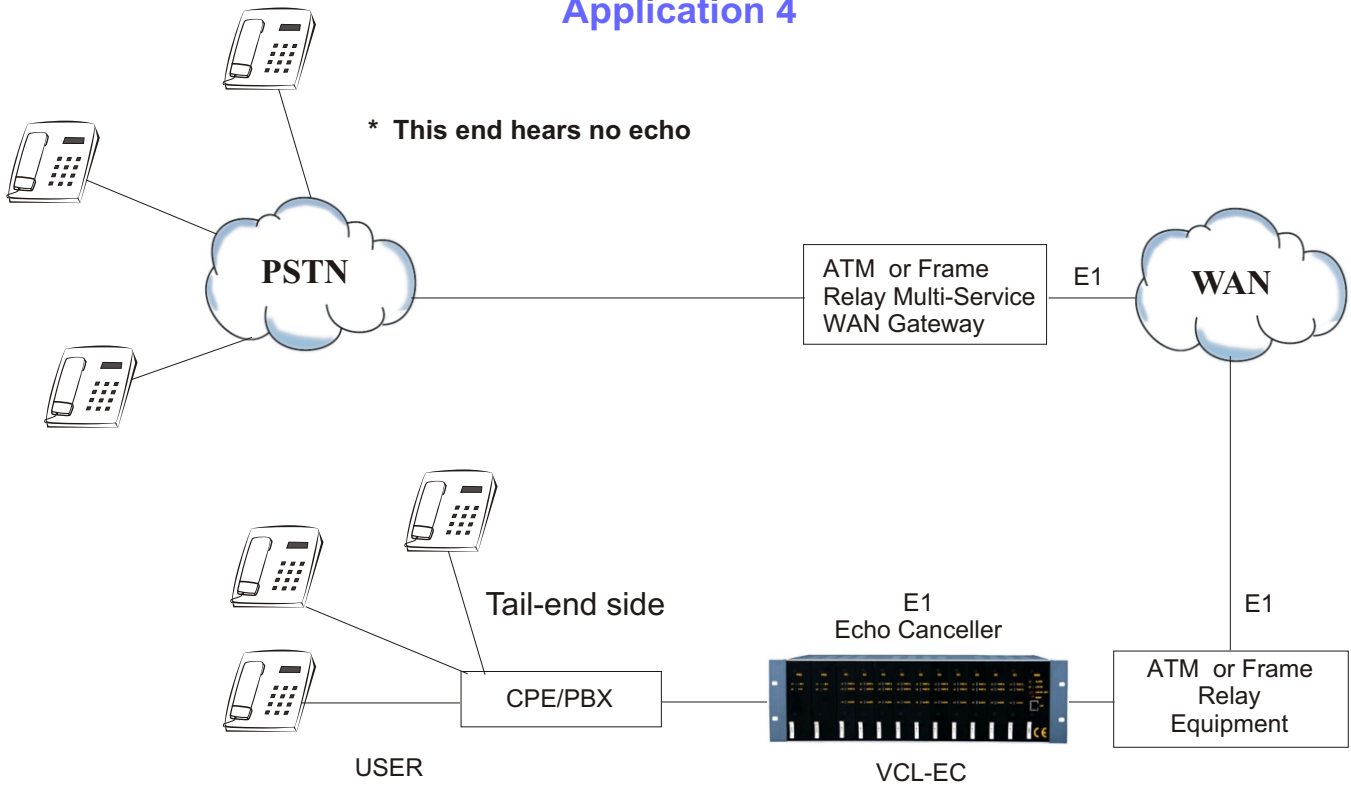 Application 4
* This end hears no echo
PSTN
ATM or Frame
Relay Multi-Service
WAN Gateway
E1
WAN
Tail-end side
E1
Echo Canceller
E1
CPE/PBX
ATM or Frame
Relay
Equipment
USER
VCL-EC